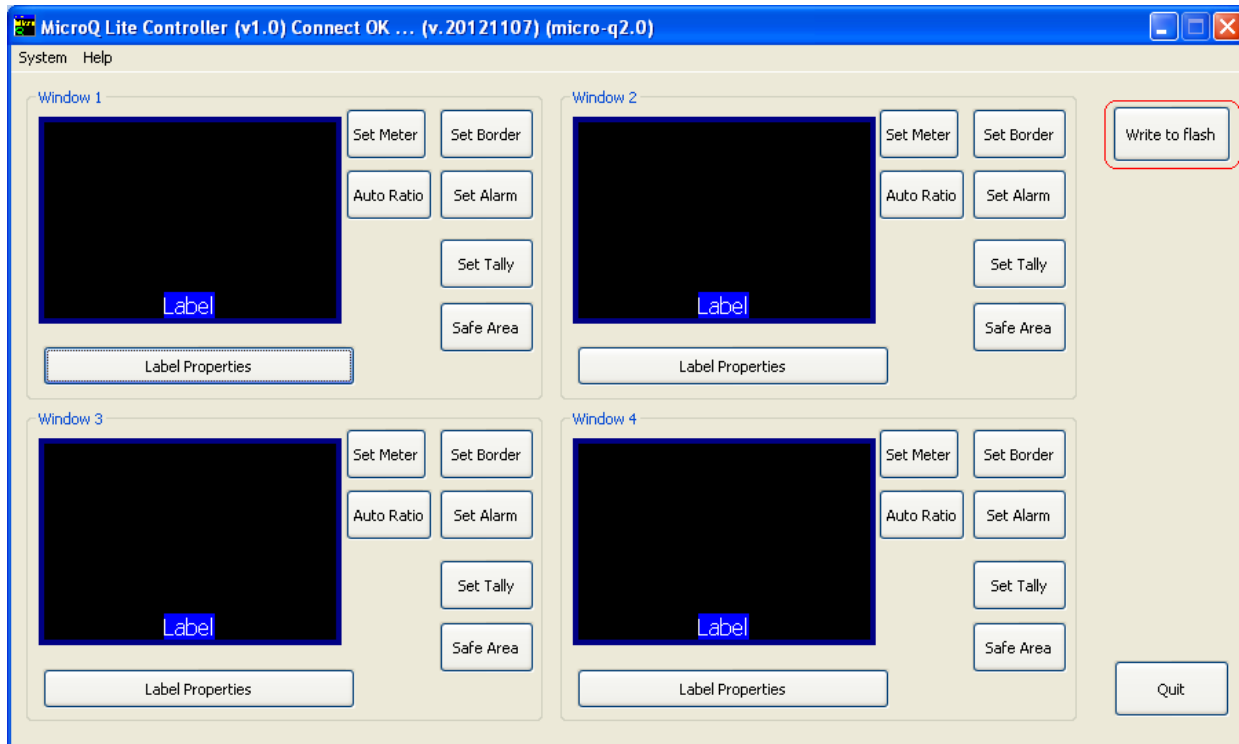 MicroQ Lite Controller (v1.0) Connect OK ... (v.20121107) (micro-q2.0)
System Help
Window 1
Set Meter
Set Border
Auto Ratio
Set Alarm
Set Tally
Safe Area
Label
Label Properties
Window 2
Set Meter
Set Border
Auto Ratio
Set Alarm
Set Tally
Safe Area
Label
Label Properties
Write to flash
Window 3
Set Meter
Set Border
Auto Ratio
Set Alarm
Set Tally
Safe Area
Label
Label Properties
Window 4
Set Meter
Set Border
Auto Ratio
Set Alarm
Set Tally
Safe Area
Label
Label Properties
Quit